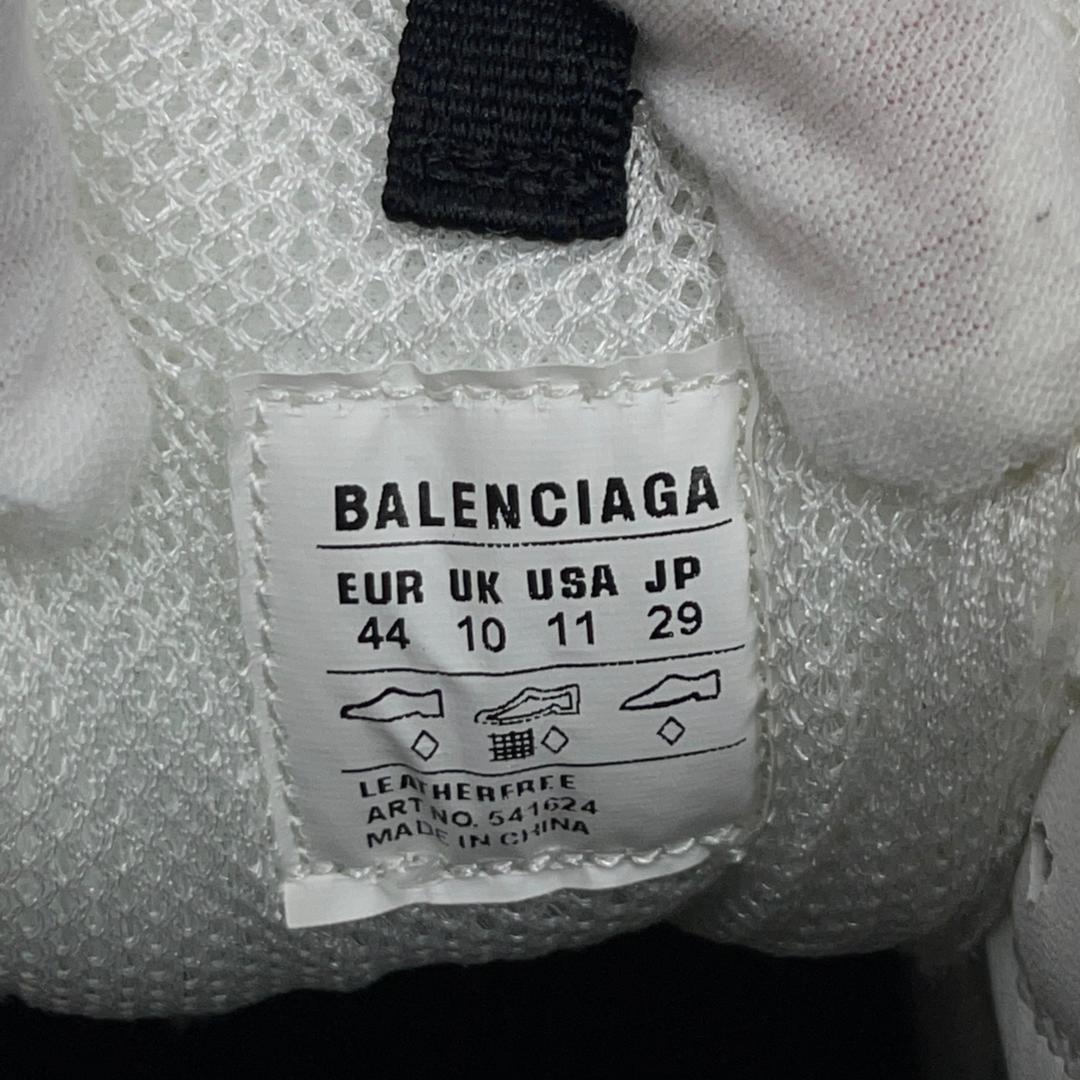 BALENCIAGA
EUR UK USA JP
44 10 11 29
LEATHERFREE
ART NO. 541624
MADE IN CHINA